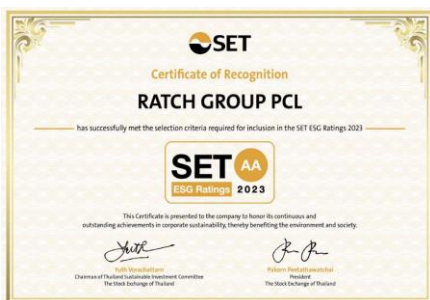 SET
Certificate of Recognition
RATCH GROUP PCL
has successfully met the selection criteria required for inclusion in the SET ESG Ratings 2023
SET AA
ESG Ratings 2023
This Certificate is presented to the company to honor its continuous and
outstanding achievements in corporate sustainability, thereby benefiting the environment and society.
Chairman of Thailand Sustainable Investment Committee
The Stock Exchange of Thailand
President
The Stock Exchange of Thailand